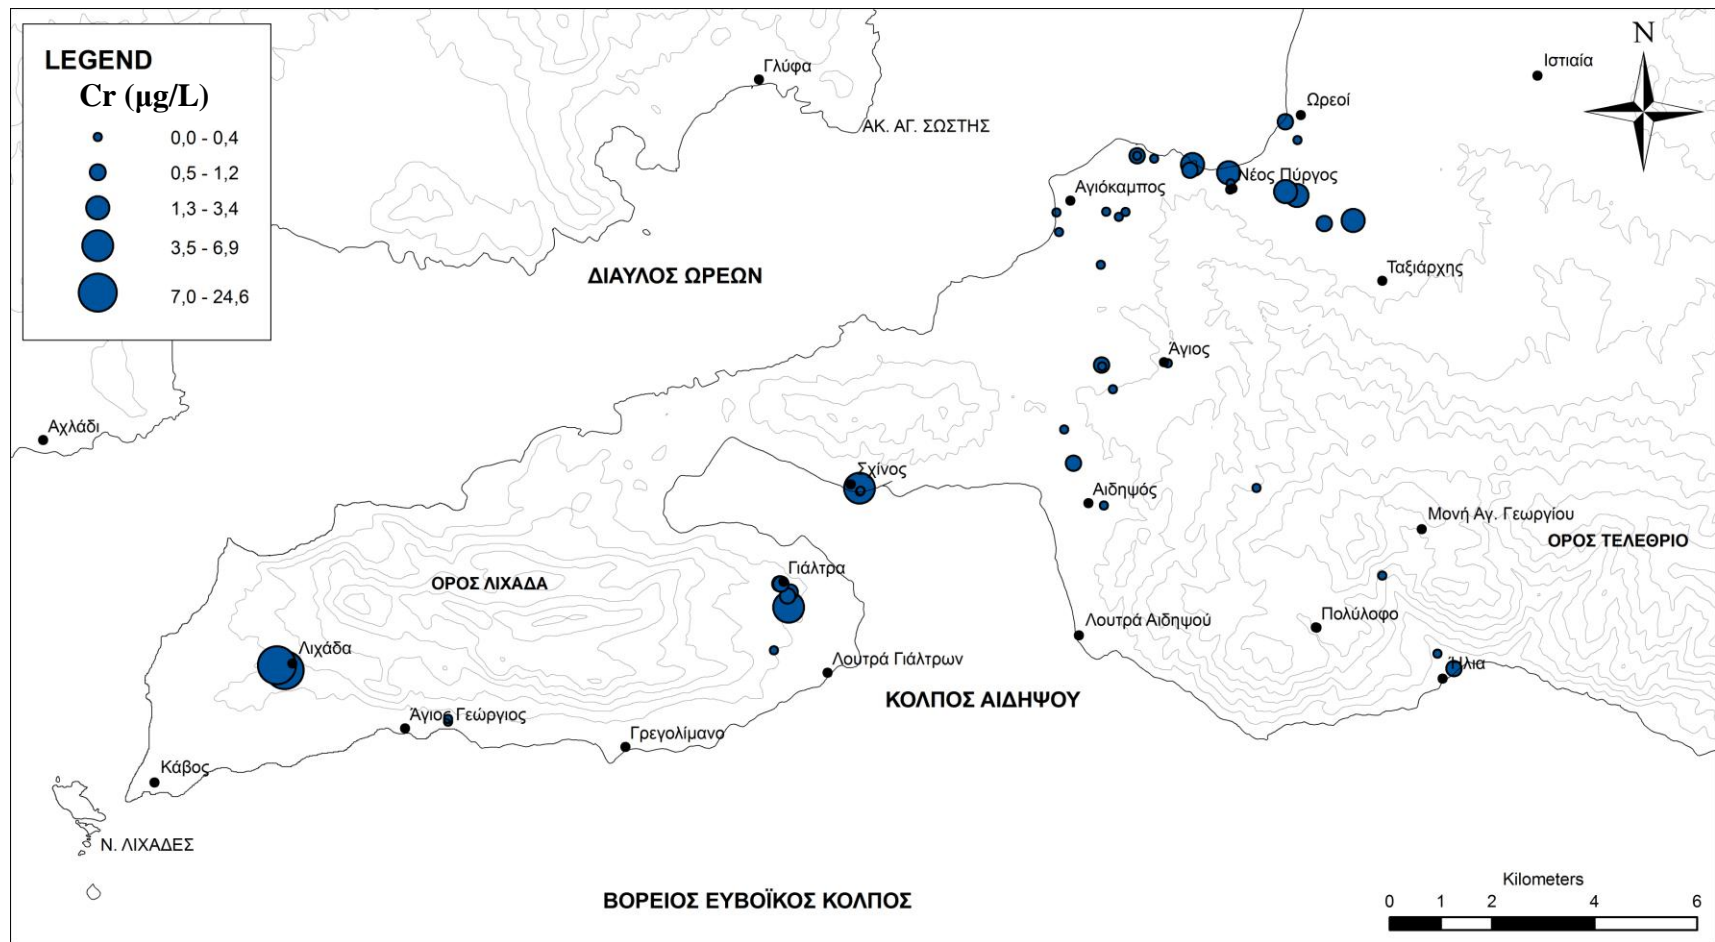 LEGEND
Cr (µg/L)
0,0 - 0,4
0,5 - 1,2
1,3 - 3,4
3,5 - 6,9
7,0 - 24,6
N
Ιστιαία
Γλύφα
Ωρεοί
ΑΚ. ΑΓ. ΣΩΣΤΗΣ
Νέος Πύργος
Αγιόκαμπος
ΔΙΑΥΛΟΣ ΩΡΕΩΝ
Ταξιάρχης
Άγιος
Αχλάδι
Σχίνος
Αιδηψός
Μονή Αγ. Γεωργίου
ΟΡΟΣ ΤΕΛΕΘΡΙΟ
Γιάλτρα
ΟΡΟΣ ΛΙΧΑΔΑ
Πολύλοφο
Λουτρά Αιδηψού
Λιχάδα
Λουτρά Γιάλτρων
Ήλια
ΚΟΛΠΟΣ ΑΙΔΗΨΟΥ
Άγιος Γεώργιος
Γρεγολίμανο
Κάβος
Ν. ΛΙΧΑΔΕΣ
ΒΟΡΕΙΟΣ ΕΥΒΟΪΚΟΣ ΚΟΛΠΟΣ
Kilometers
0 1 2 4 6